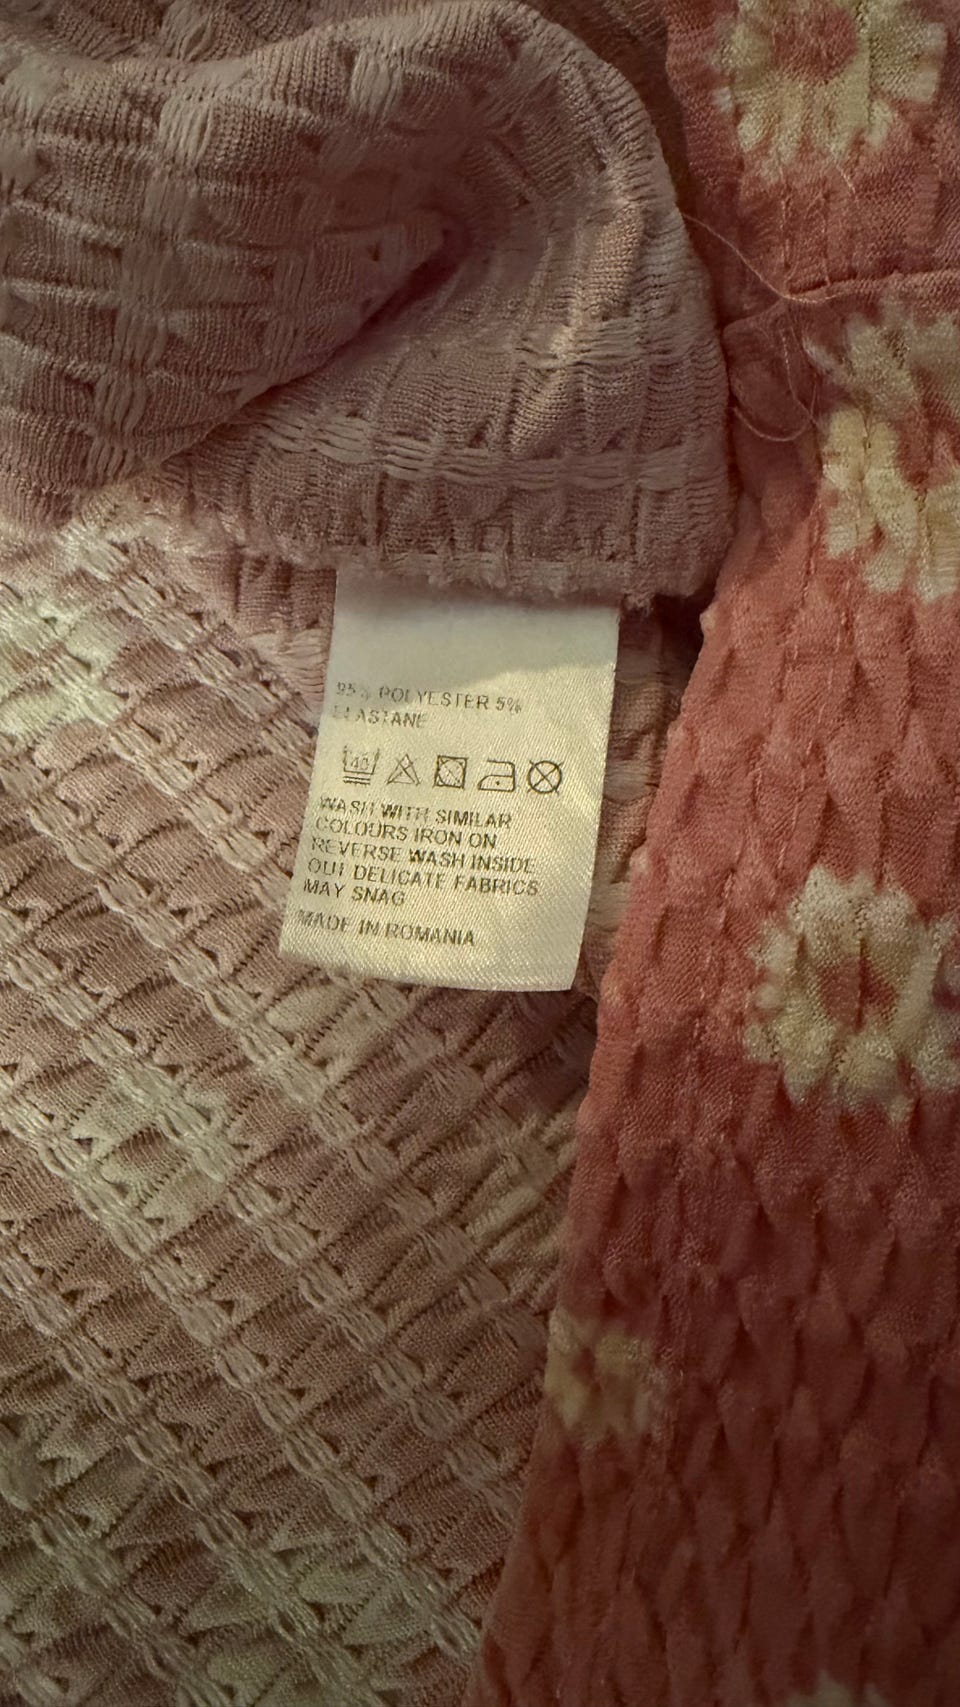 95% POLYESTER 5%
ELASTANE
40
WASH WITH SIMILAR
COLOURS IRON ON
REVERSE WASH INSIDE
OUT DELICATE FABRICS
MAY SNAG
MADE IN ROMANIA